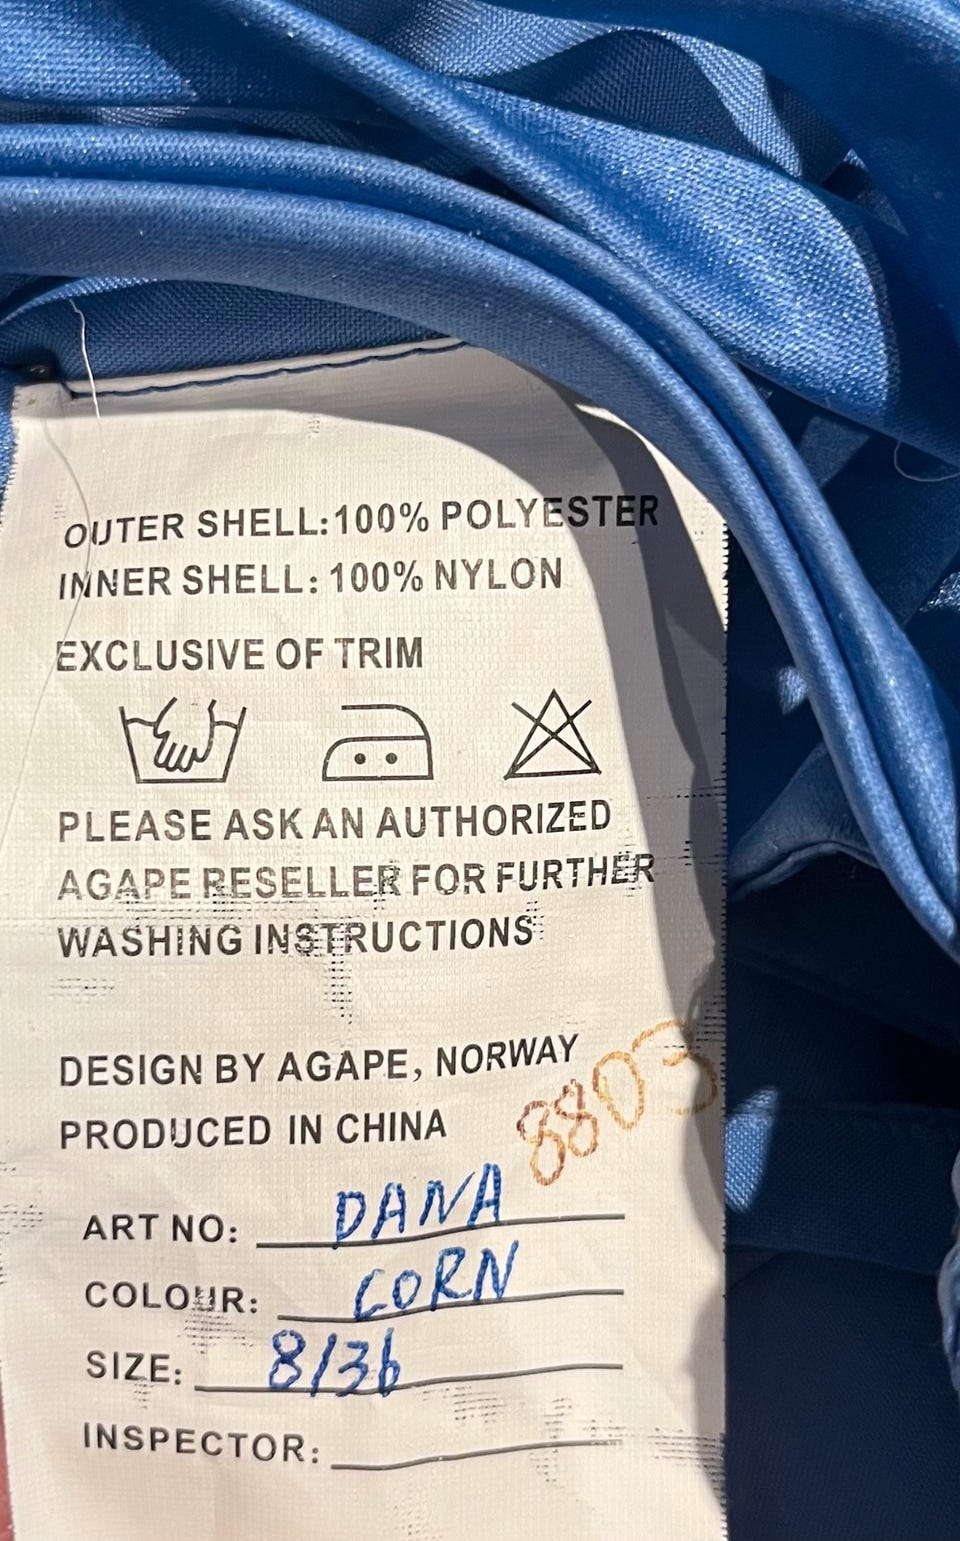 OUTER SHELL:100% POLYESTER
INNER SHELL: 100% NYLON
EXCLUSIVE OF TRIM
PLEASE ASK AN AUTHORIZED
AGAPE RESELLER FOR FURTHER
WASHING INSTRUCTIONS
DESIGN BY AGAPE, NORWAY
8803
PRODUCED IN CHINA
ART NO: DANA
COLOUR: CORN
SIZE: 8/36
INSPECTOR: